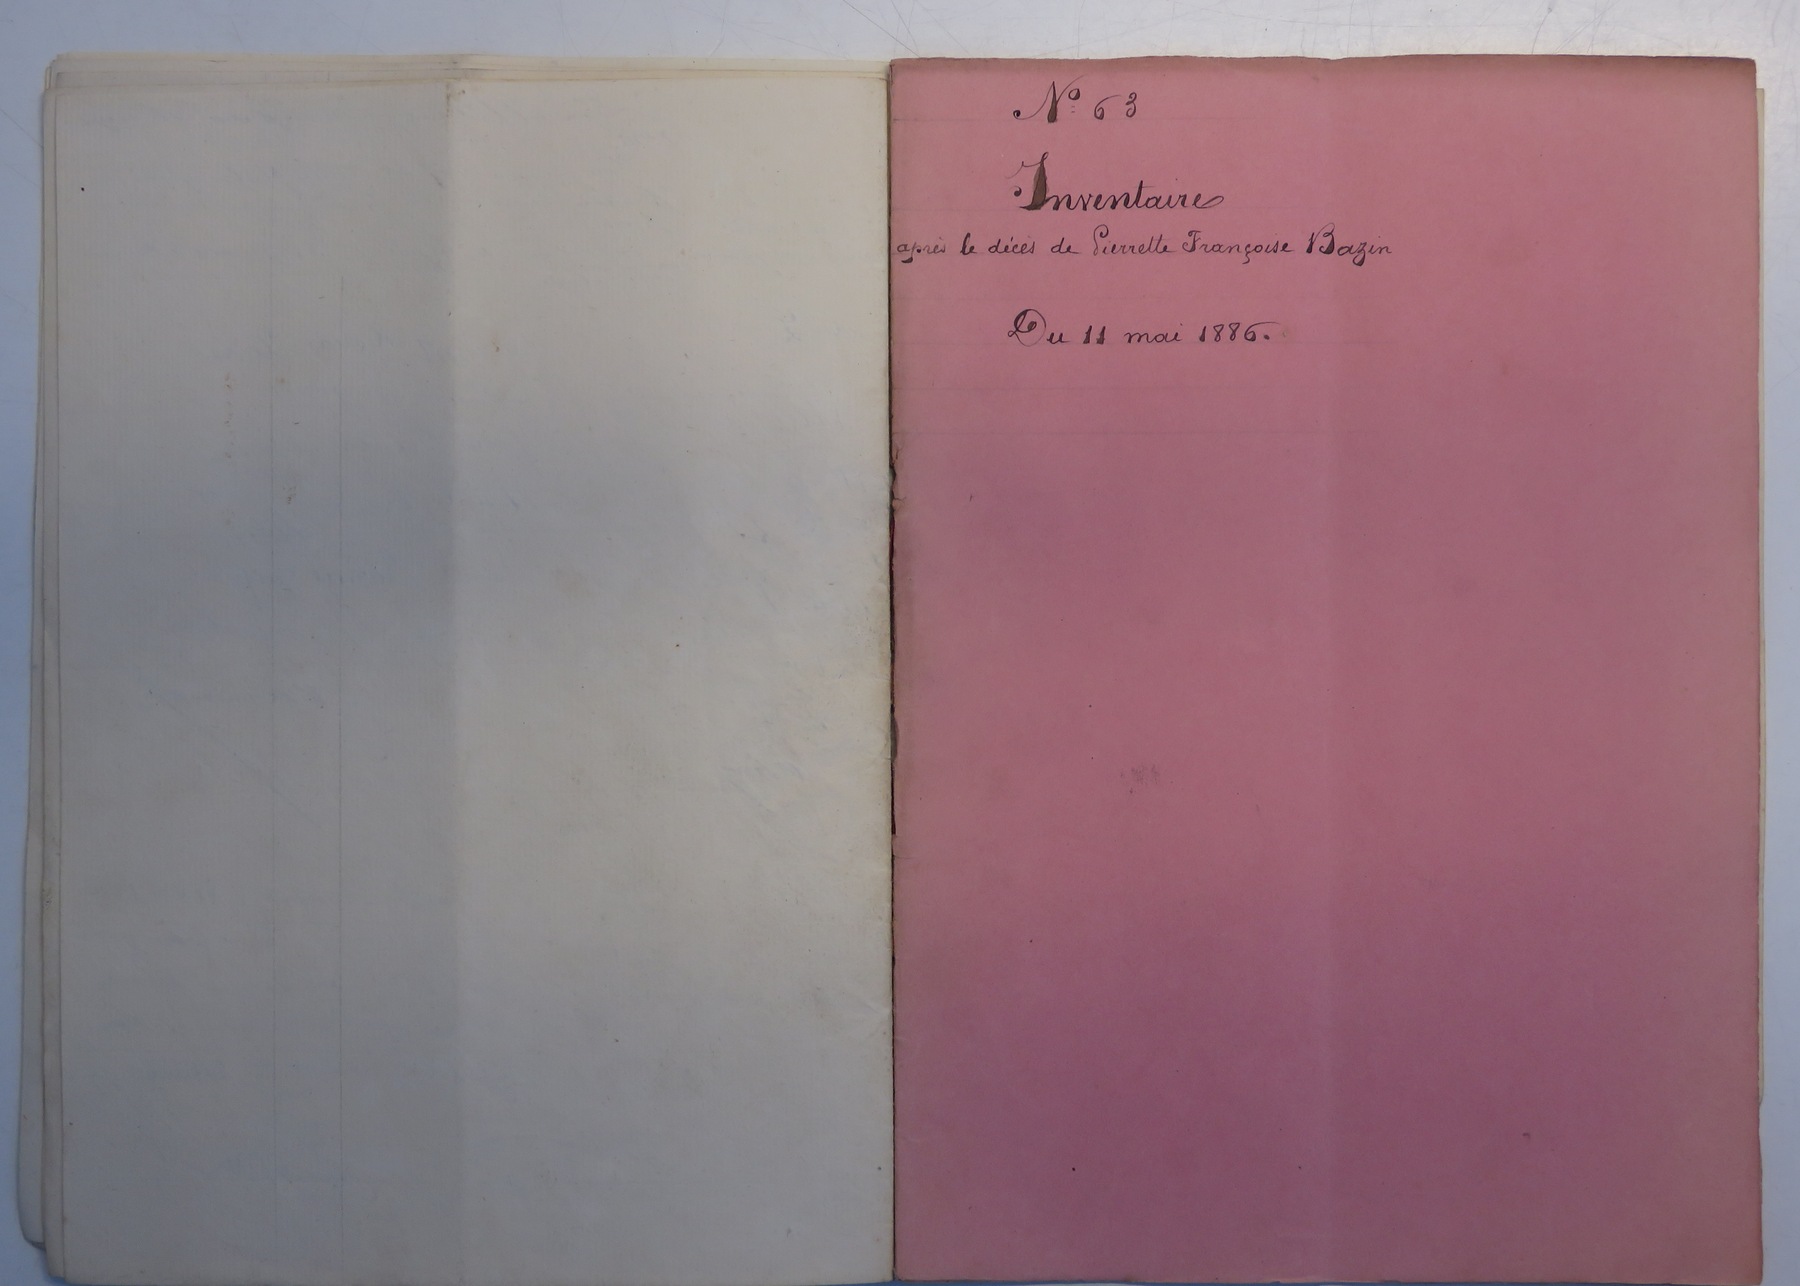 N° 63
Inventaire
après le décès de Pierrette Françoise Bazin
Du 11 mai 1886.